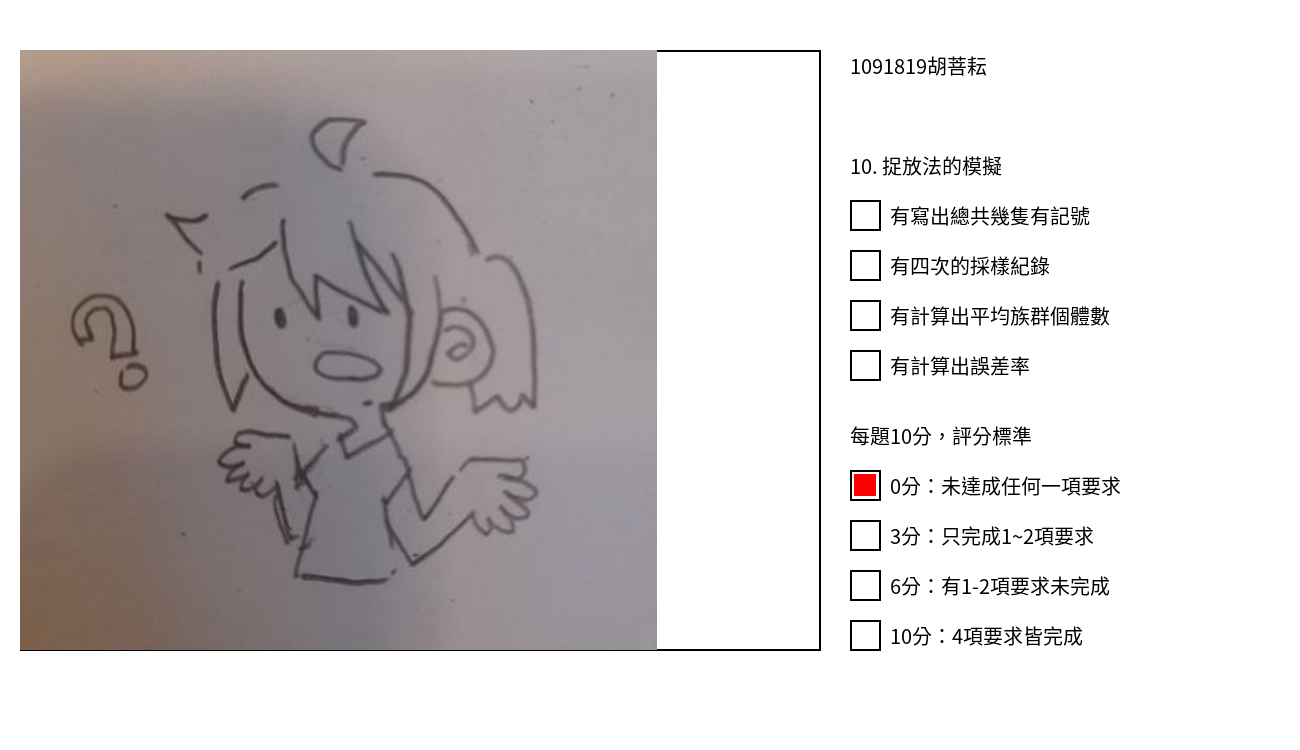 ?
1091819胡菩耘
10. 捉放法的模擬
有寫出總共幾隻有記號
有四次的採樣紀錄
有計算出平均族群個體數
有計算出誤差率
每題10分，評分標準
0分：未達成任何一項要求
3分：只完成1~2項要求
6分：有1-2項要求未完成
10分：4項要求皆完成